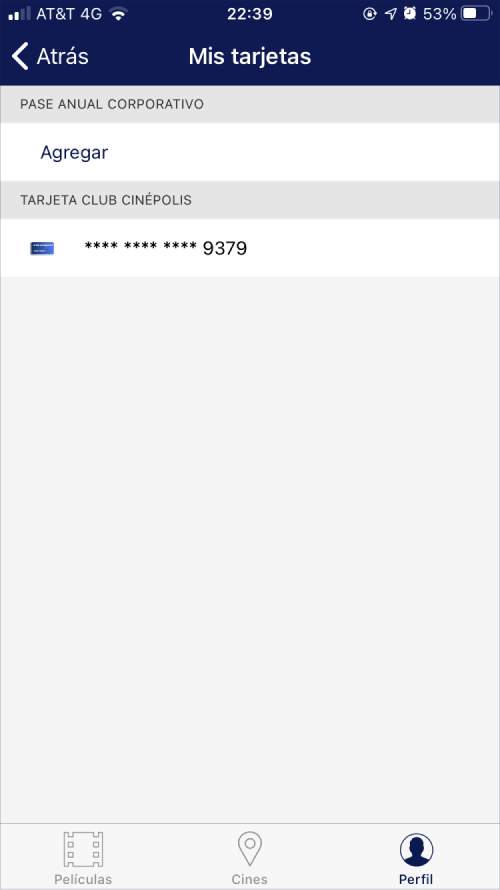 AT&T 4G 22:39 53%
Atrás Mis tarjetas
PASE ANUAL CORPORATIVO
Agregar
TARJETA CLUB CINÉPOLIS
**** **** **** 9379
Películas Cines Perfil